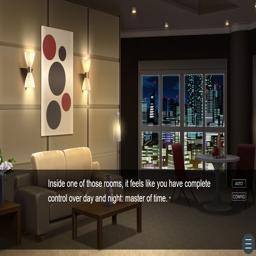 Inside one of those rooms, it feels like you have complete
control over day and night: master of time.
AUTO
CONFIG